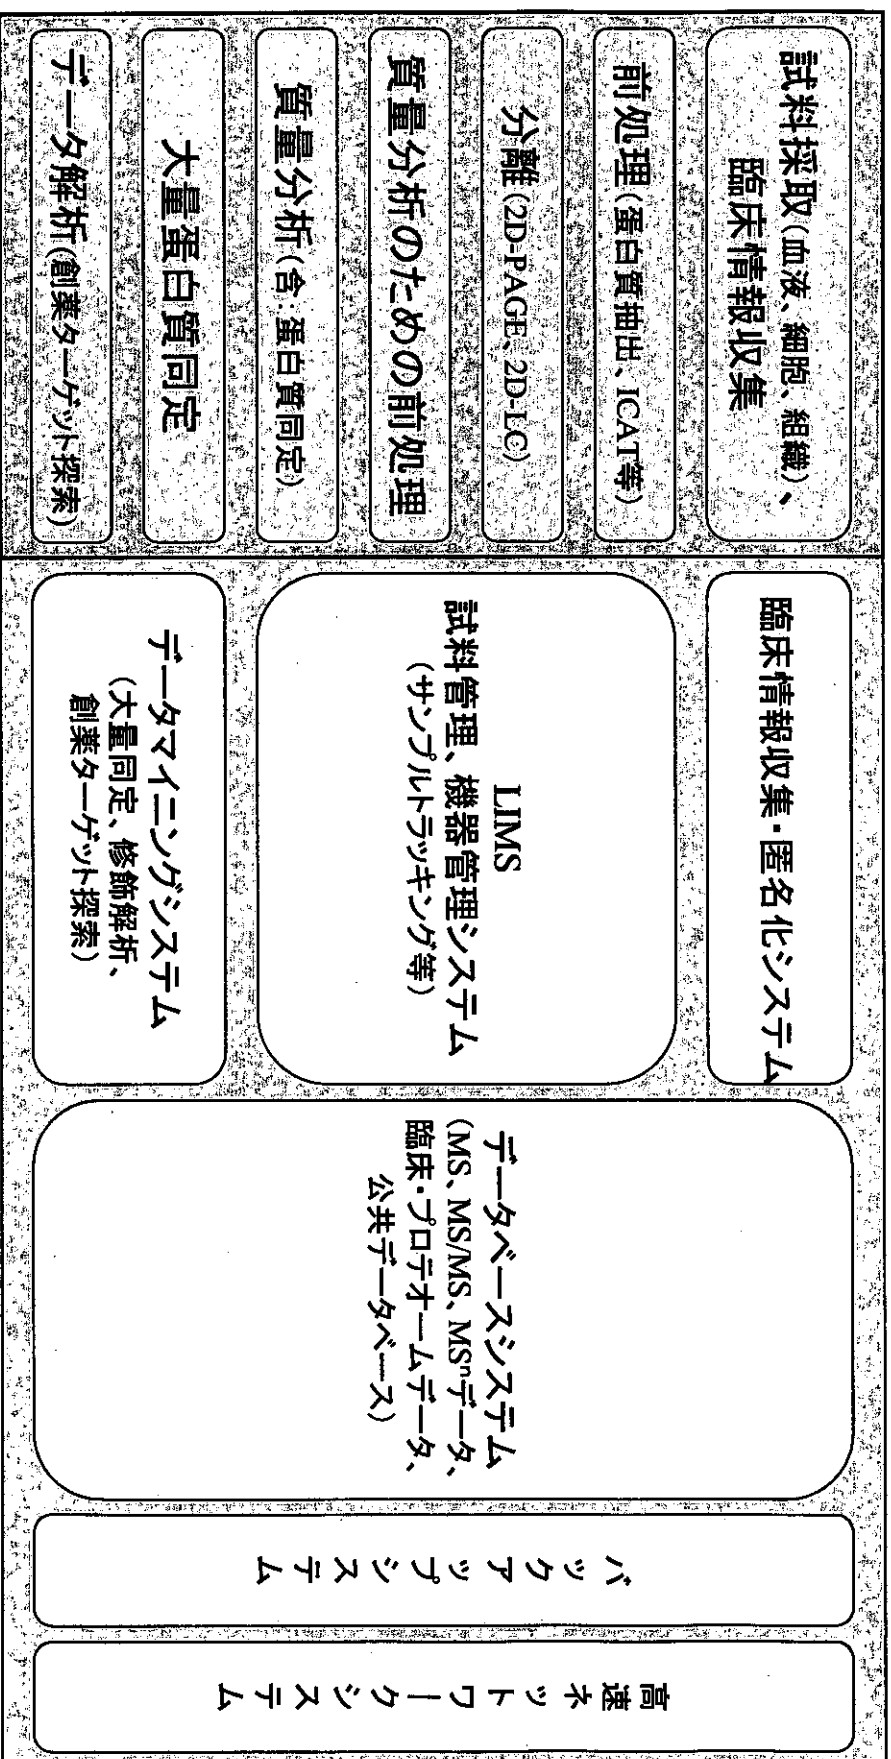 試料採取(血液、細胞、組織)、
臨床情報収集
前処理(蛋白質抽出、ICAT等)
分離(2D-PAGE、2D-LC)
質量分析のための前処理
質量分析(含:蛋白質同定)
大量蛋白質同定
データ解析(創薬ターゲット探索)
臨床情報収集・匿名化システム
LIMS
試料管理、機器管理システム
(サンプルトラッキング等)
データマイニングシステム
(大量同定、修飾解析、
創薬ターゲット探索)
データベースシステム
(MS、MS/MS、MSⁿデータ、
臨床・プロテオームデータ、
公共データベース)
バックアップシステム
高速ネットワークシステム